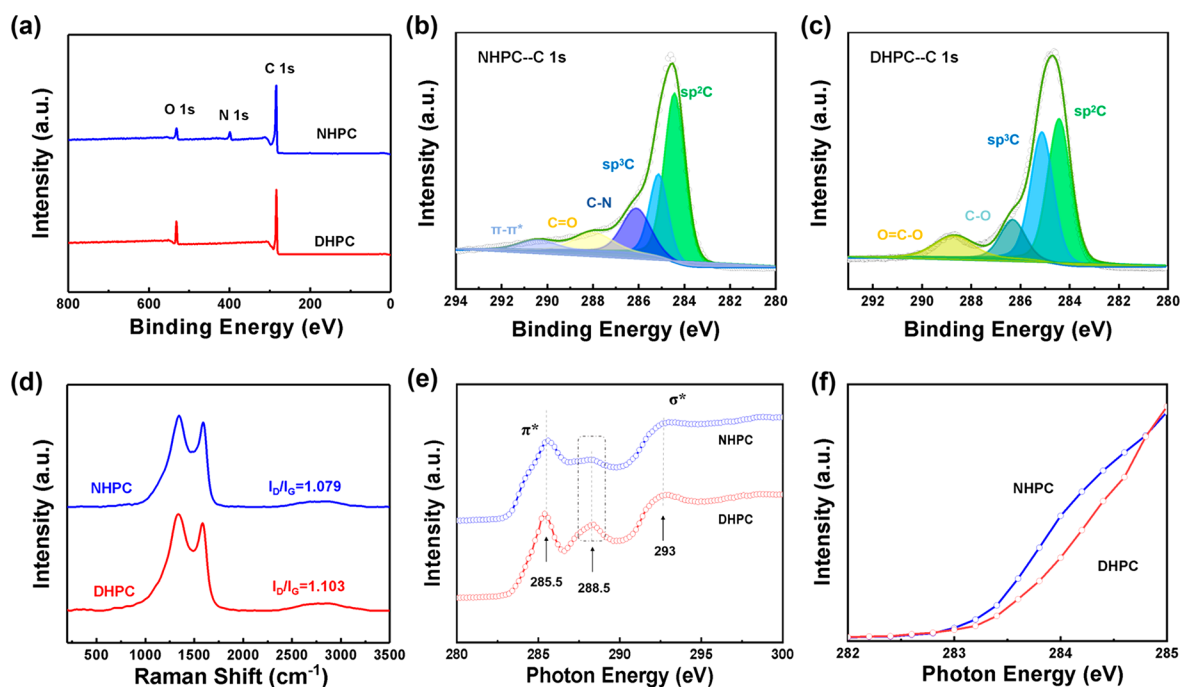 (a)
Intensity (a.u.)
O 1s
N 1s
C 1s
NHPC
DHPC
800
600
400
200
0
Binding Energy (eV)
(b)
Intensity (a.u.)
NHPC--C 1s
sp²C
sp³C
C-N
C=O
π-π*
294
292
290
288
286
284
282
280
Binding Energy (eV)
(c)
Intensity (a.u.)
DHPC--C 1s
sp²C
sp³C
C-O
O=C-O
292
290
288
286
284
282
280
Binding Energy (eV)
(d)
Intensity (a.u.)
NHPC
I_D/I_G=1.079
DHPC
I_D/I_G=1.103
500
1000
1500
2000
2500
3000
3500
Raman Shift (cm⁻¹)
(e)
Intensity (a.u.)
π*
σ*
NHPC
DHPC
285.5
288.5
293
280
285
290
295
300
Photon Energy (eV)
(f)
Intensity (a.u.)
NHPC
DHPC
282
283
284
285
Photon Energy (eV)